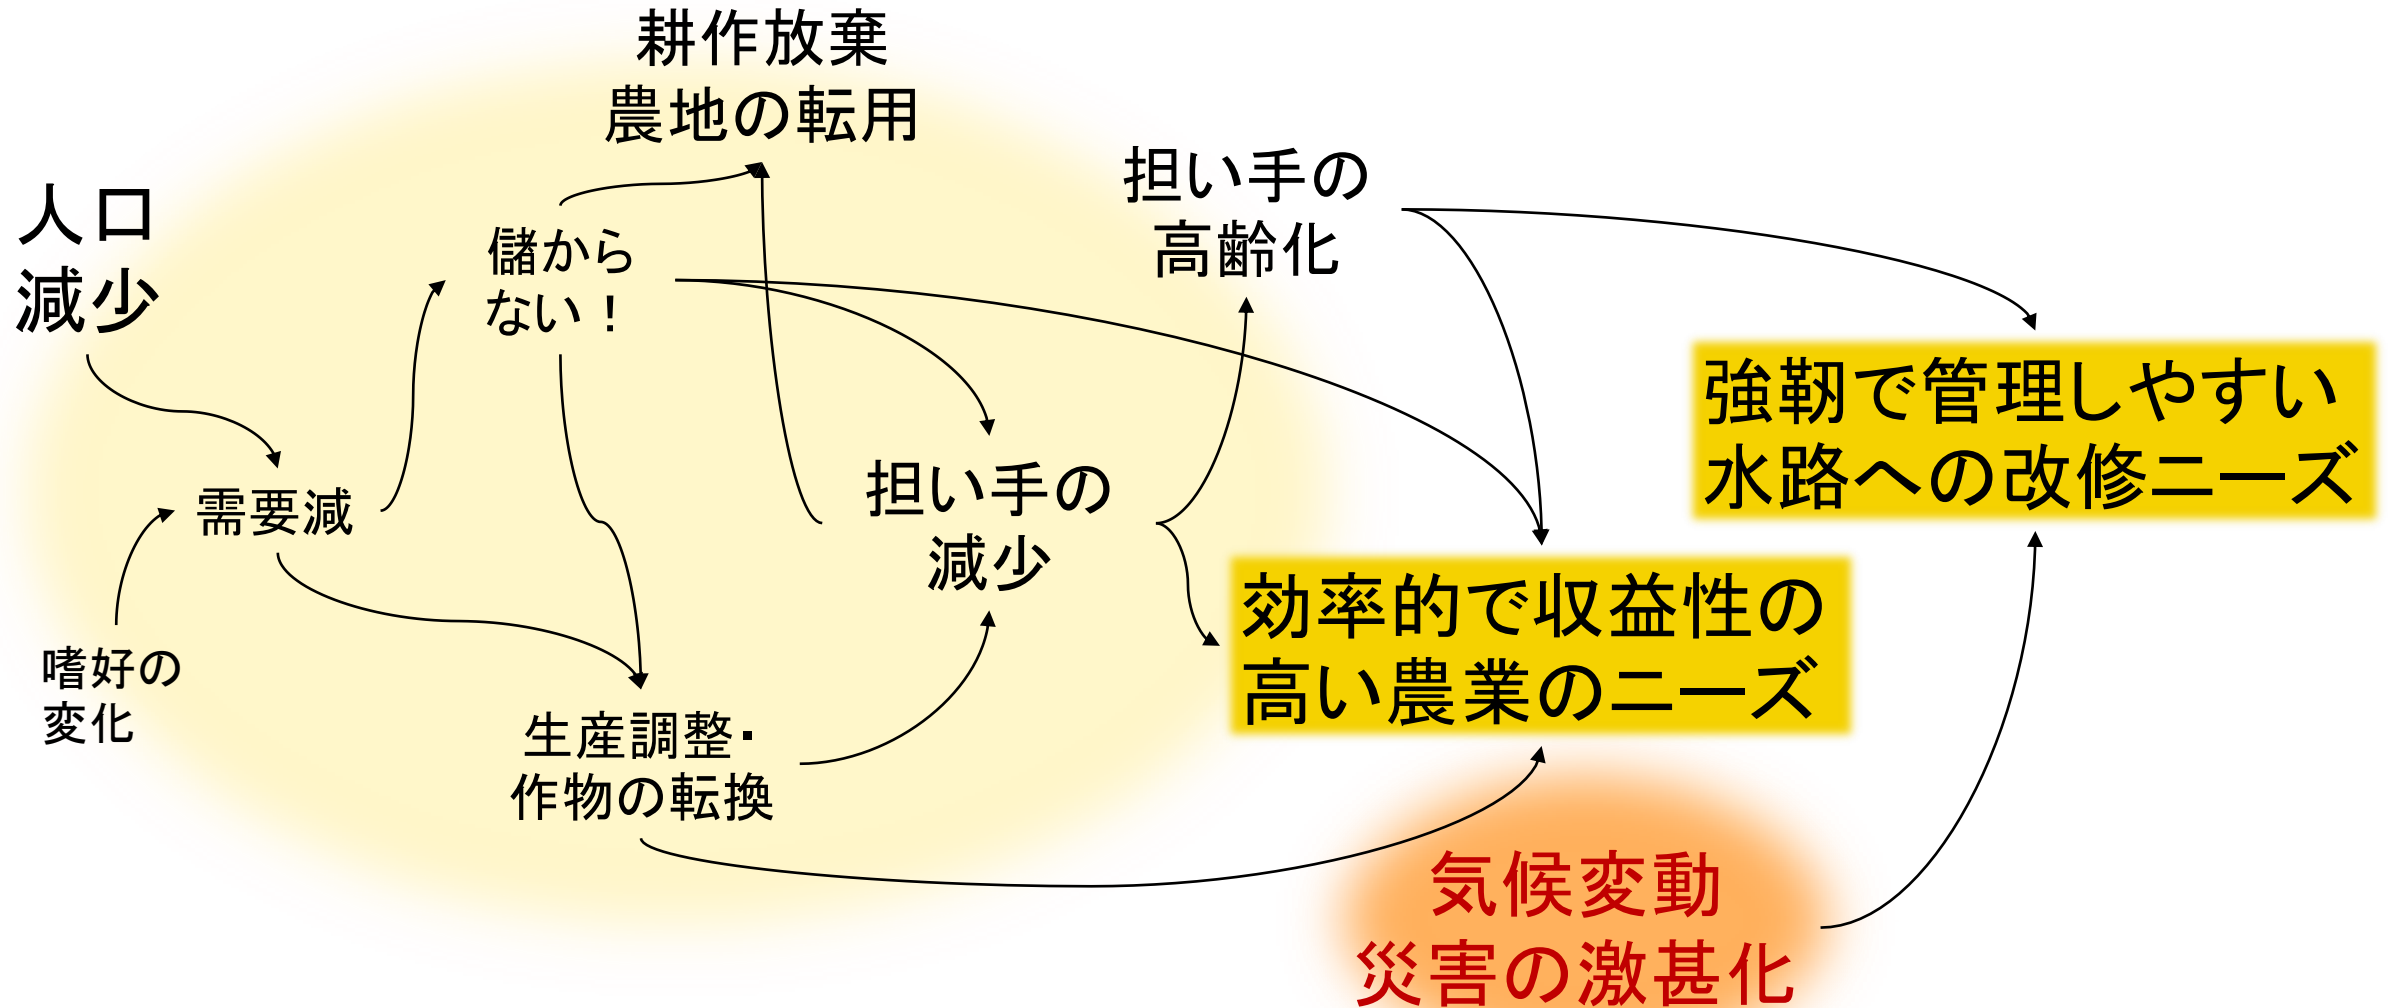 耕作放棄
農地の転用
人口
減少
儲から
ない！
担い手の
高齢化
強靭で管理しやすい
水路への改修ニーズ
需要減
担い手の
減少
嗜好の
変化
効率的で収益性の
高い農業のニーズ
生産調整・
作物の転換
気候変動
災害の激甚化